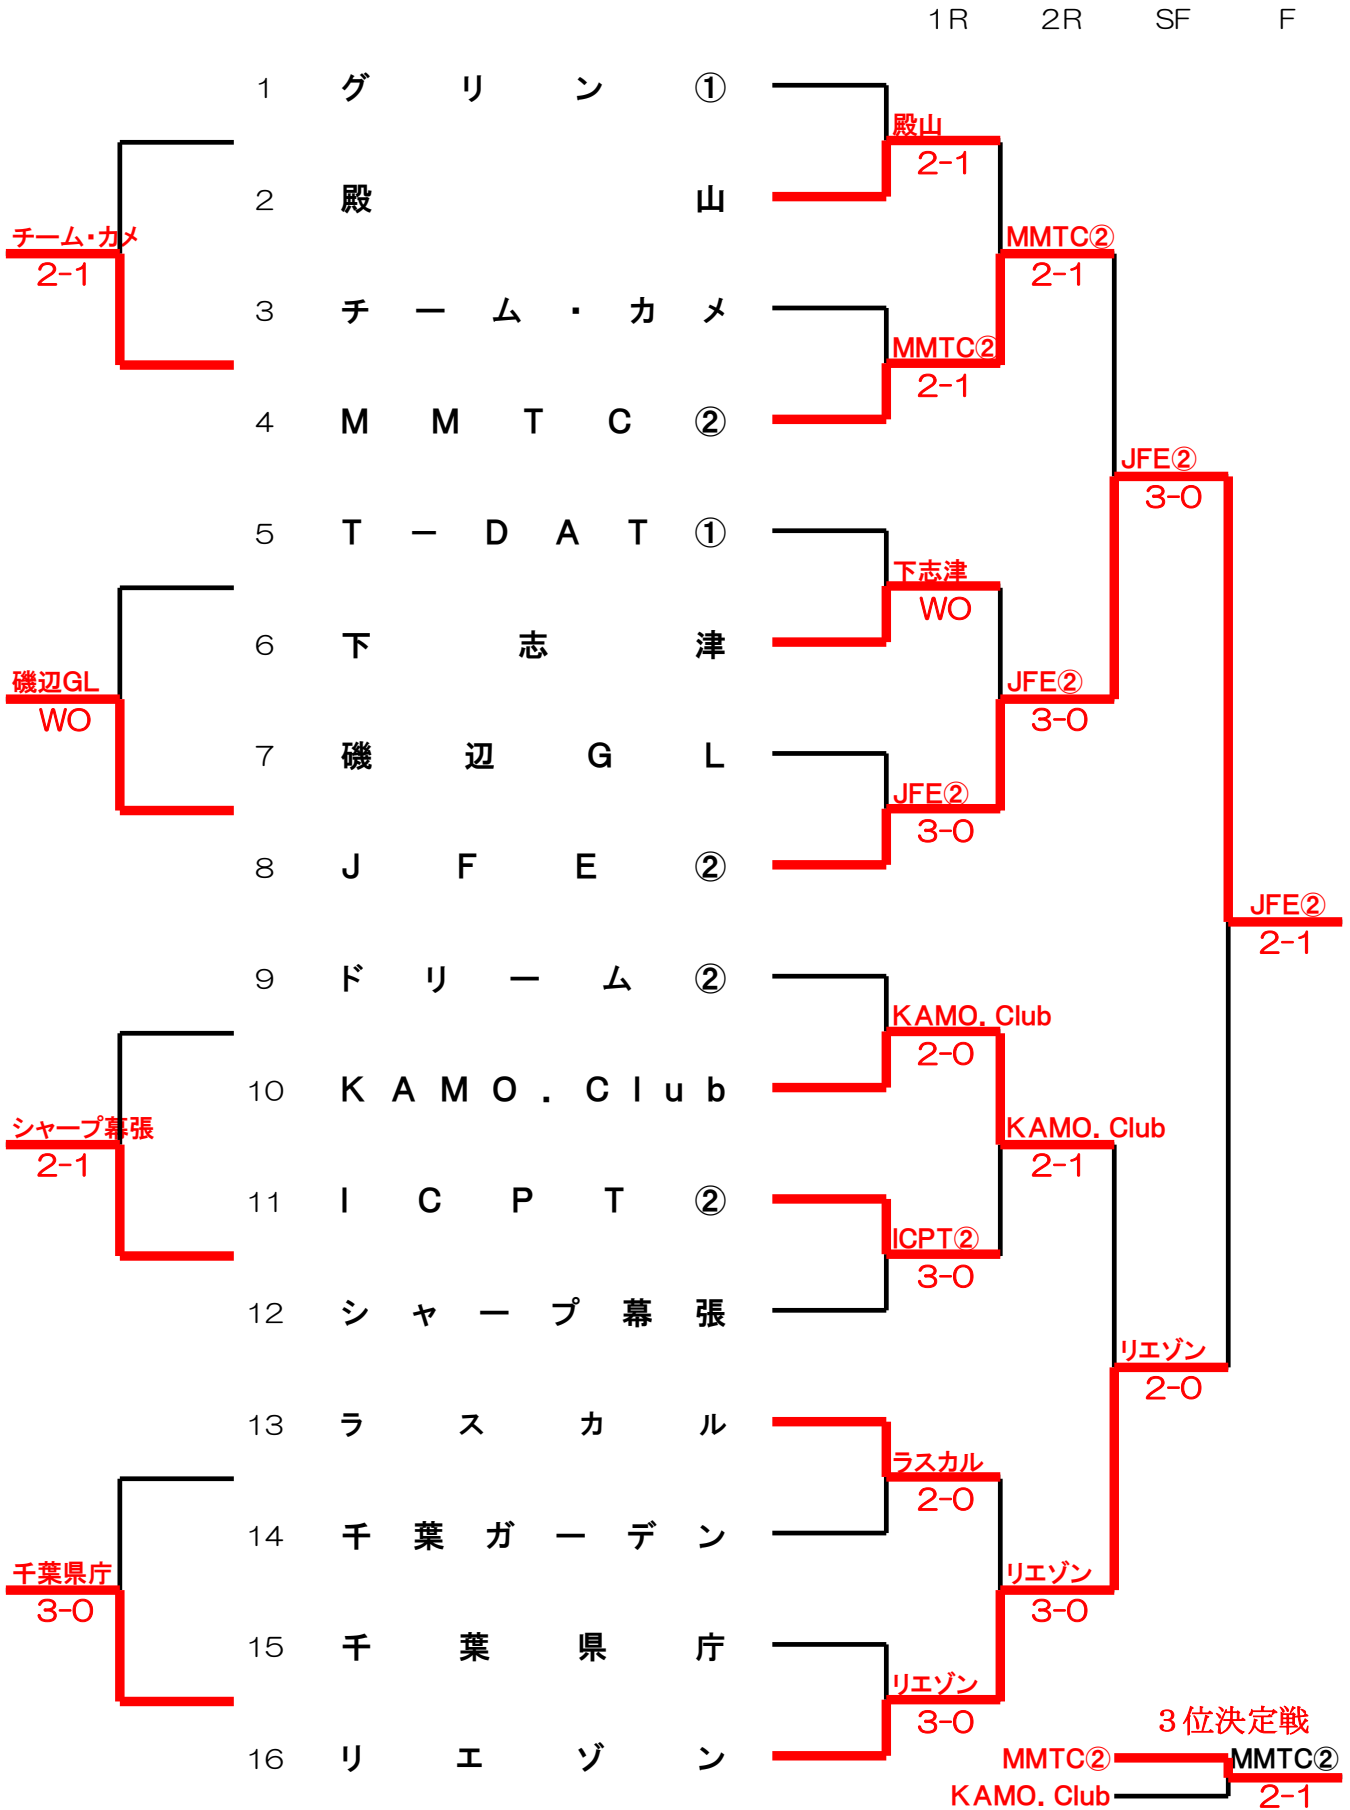 1R 2R SF F
1 グリン①
殿山
2-1
2 殿山
チーム・カメ
2-1
MMTC②
2-1
3 チーム・カメ
MMTC②
2-1
4 MMTC②
JFE②
3-0
5 T-DAT①
下志津
WO
6 下志津
磯辺GL
WO
JFE②
3-0
7 磯辺GL
JFE②
3-0
8 JFE②
JFE②
2-1
9 ドリーム②
KAMO.Club
2-0
10 KAMO.Club
シャープ幕張
2-1
KAMO.Club
2-1
11 ICPT②
ICPT②
3-0
12 シャープ幕張
リエゾン
2-0
13 ラスカル
ラスカル
2-0
14 千葉ガーデン
千葉県庁
3-0
リエゾン
3-0
15 千葉県庁
リエゾン
3-0
16 リエゾン
3位決定戦
MMTC② MMTC②
KAMO.Club 2-1